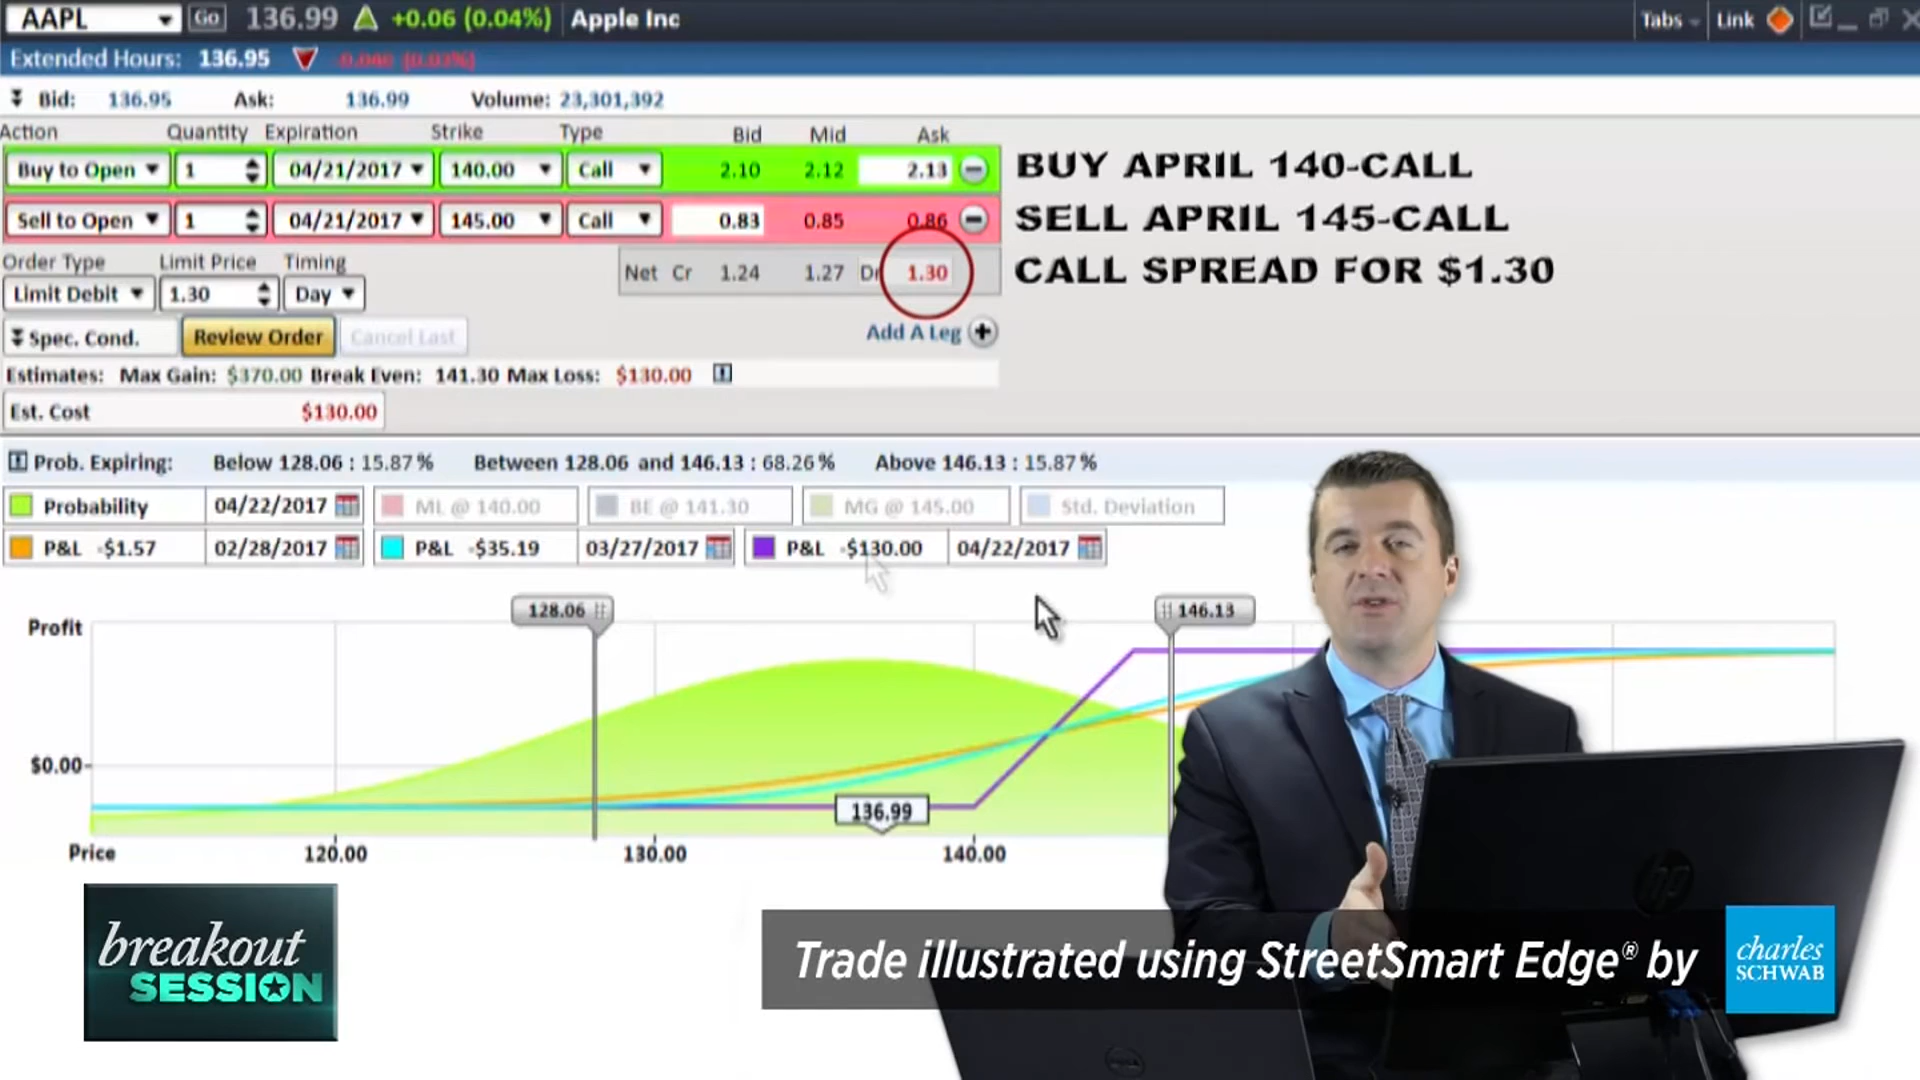 AAPL Go 136.99 +0.06 (0.04%) Apple Inc Tabs Link
Extended Hours: 136.95 -0.040 (0.03%)
Bid: 136.95 Ask: 136.99 Volume: 23,301,392
Action Quantity Expiration Strike Type Bid Mid Ask
Buy to Open 1 04/21/2017 140.00 Call 2.10 2.12 2.13 BUY APRIL 140-CALL
Sell to Open 1 04/21/2017 145.00 Call 0.83 0.85 0.86 SELL APRIL 145-CALL
Order Type Limit Price Timing
Net Cr 1.24 1.27 Dr 1.30 CALL SPREAD FOR $1.30
Limit Debit 1.30 Day
Spec. Cond. Review Order Cancel Last Add A Leg
Estimates: Max Gain: $370.00 Break Even: 141.30 Max Loss: $130.00
Est. Cost $130.00
Prob. Expiring: Below 128.06 : 15.87% Between 128.06 and 146.13 : 68.26% Above 146.13 : 15.87%
Probability 04/22/2017 ML @ 140.00 BE @ 141.30 MG @ 145.00 Std. Deviation
P&L -$1.57 02/28/2017 P&L -$35.19 03/27/2017 P&L -$130.00 04/22/2017
128.06 146.13
Profit
$0.00
136.99
Price 120.00 130.00 140.00
hp
breakout
SESSION
Trade illustrated using StreetSmart Edge® by
charles
SCHWAB
DELL